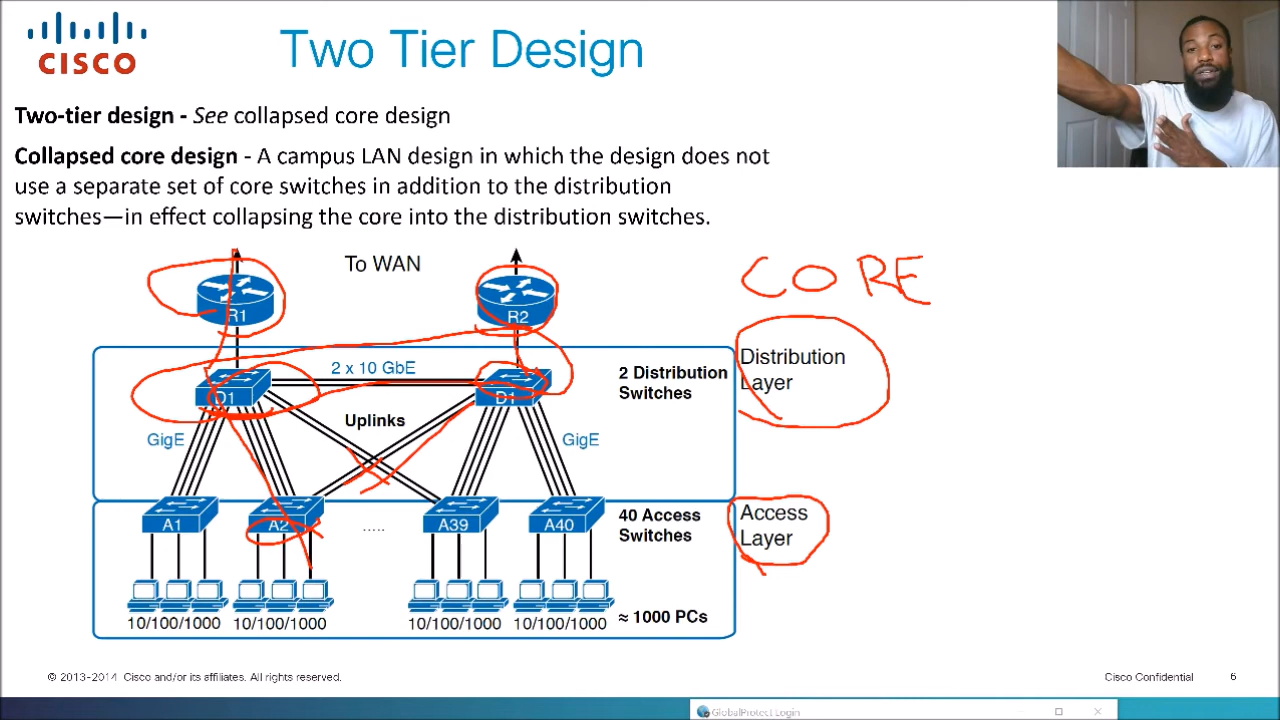 CISCO
Two Tier Design
Two-tier design - See collapsed core design
Collapsed core design - A campus LAN design in which the design does not
use a separate set of core switches in addition to the distribution
switches—in effect collapsing the core into the distribution switches.
To WAN
CORE
R1
R2
2 x 10 GbE
Distribution
Layer
2 Distribution
Switches
D1
D1
Uplinks
GigE
GigE
A1
A2
.....
A39
A40
40 Access
Switches
Access
Layer
10/100/1000
10/100/1000
10/100/1000
10/100/1000
≈ 1000 PCs
© 2013-2014 Cisco and/or its affiliates. All rights reserved.
Cisco Confidential
6
GlobalProtect Login